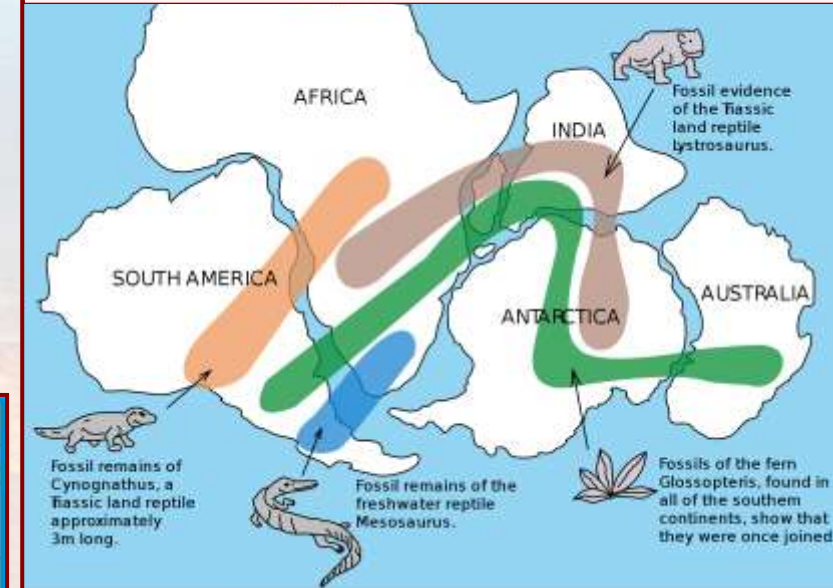 AFRICA
INDIA
Fossil evidence
of the Tiassic
land reptile
Lystrosaurus.
SOUTH AMERICA
ANTARCTICA
AUSTRALIA
Fossil remains of
Cynognathus, a
Tiassic land reptile
approximately
3m long.
Fossil remains of the
freshwater reptile
Mesosaurus.
Fossils of the fern
Glossopteris, found in
all of the southern
continents, show that
they were once joined